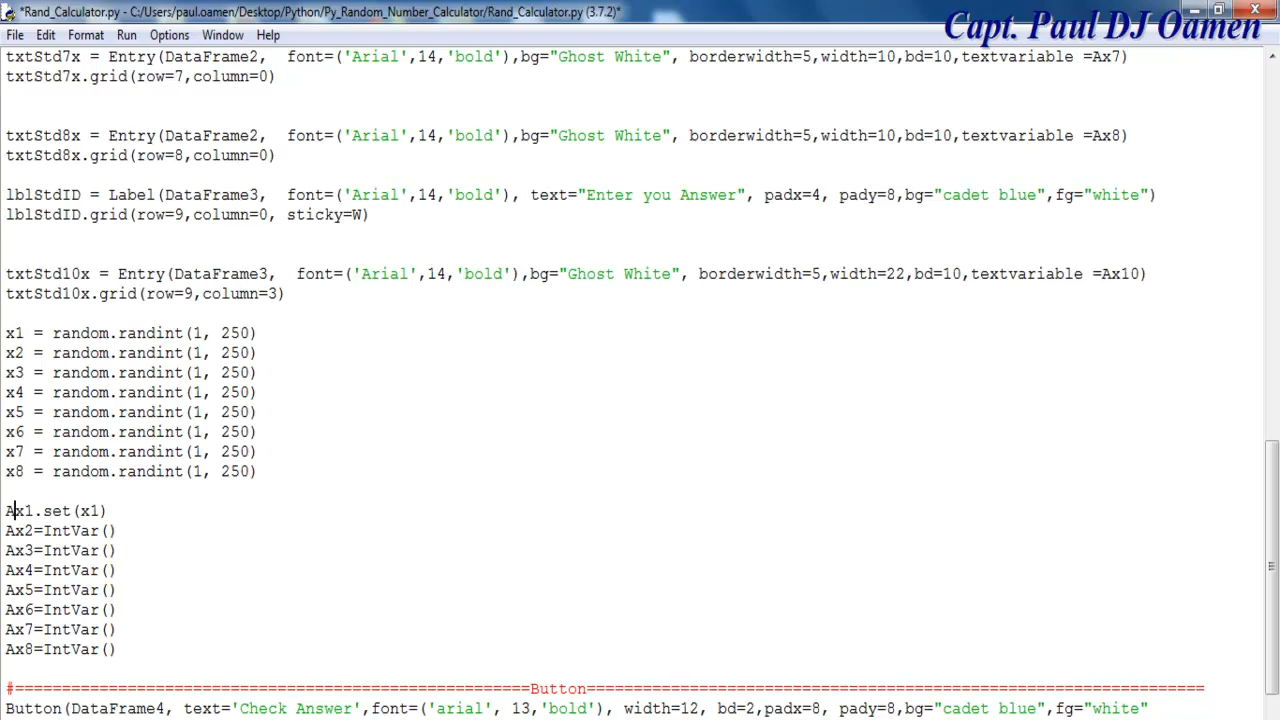 *Rand_Calculator.py - C:/Users/paul.oamen/Desktop/Python/Py_Random_Number_Calculator/Rand_Calculator.py (3.7.2)*
File Edit Format Run Options Window Help
Capt. Paul DJ Oamen
txtStd7x = Entry(DataFrame2,  font=('Arial',14,'bold'),bg="Ghost White", borderwidth=5,width=10,bd=10,textvariable =Ax7)
txtStd7x.grid(row=7,column=0)
txtStd8x = Entry(DataFrame2,  font=('Arial',14,'bold'),bg="Ghost White", borderwidth=5,width=10,bd=10,textvariable =Ax8)
txtStd8x.grid(row=8,column=0)
lblStdID = Label(DataFrame3,  font=('Arial',14,'bold'), text="Enter you Answer", padx=4, pady=8,bg="cadet blue",fg="white")
lblStdID.grid(row=9,column=0, sticky=W)
txtStd10x = Entry(DataFrame3,  font=('Arial',14,'bold'),bg="Ghost White", borderwidth=5,width=22,bd=10,textvariable =Ax10)
txtStd10x.grid(row=9,column=3)
x1 = random.randint(1, 250)
x2 = random.randint(1, 250)
x3 = random.randint(1, 250)
x4 = random.randint(1, 250)
x5 = random.randint(1, 250)
x6 = random.randint(1, 250)
x7 = random.randint(1, 250)
x8 = random.randint(1, 250)
Ax1.set(x1)
Ax2=IntVar()
Ax3=IntVar()
Ax4=IntVar()
Ax5=IntVar()
Ax6=IntVar()
Ax7=IntVar()
Ax8=IntVar()
#=======================================================Button==================================================================
Button(DataFrame4, text='Check Answer',font=('arial', 13,'bold'), width=12, bd=2,padx=8, pady=8,bg="cadet blue",fg="white"